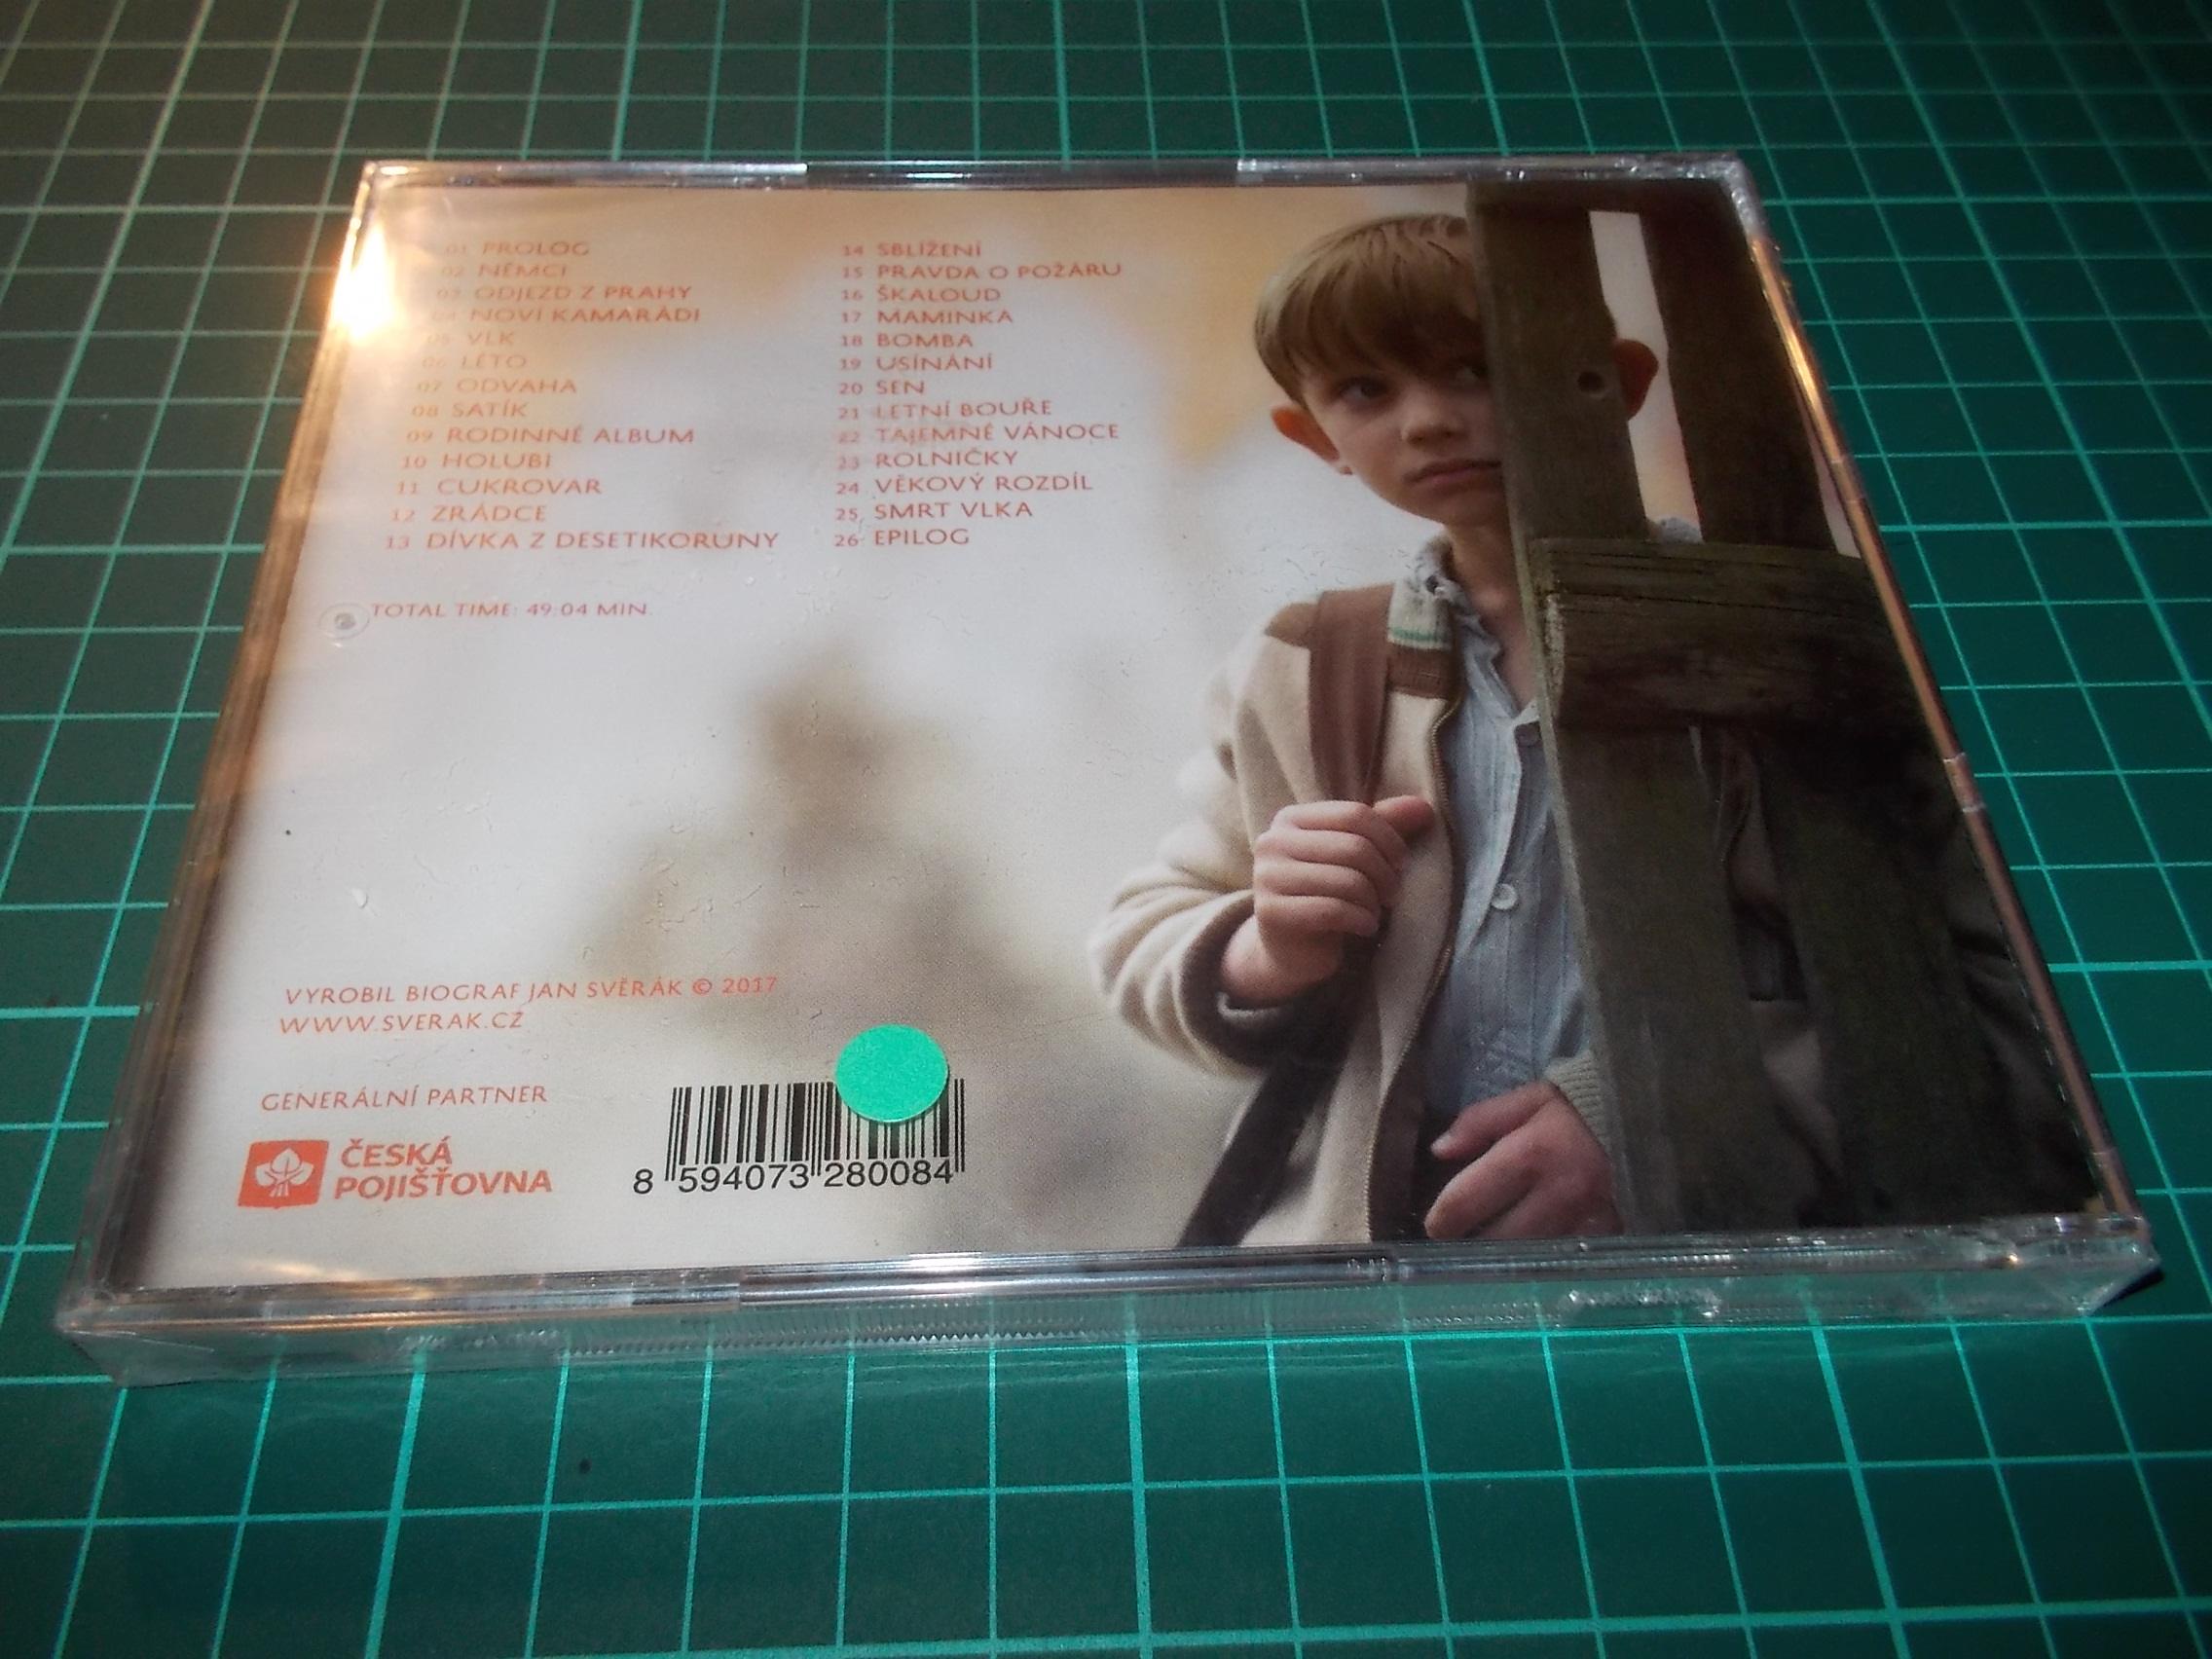 01 PROLOG
02 NĚMCI
03 ODJEZD Z PRAHY
04 NOVÍ KAMARÁDI
05 VLK
06 LÉTO
07 ODVAHA
08 SATÍK
09 RODINNÉ ALBUM
10 HOLUBI
11 CUKROVAR
12 ZRÁDCE
13 DÍVKA Z DESETIKORUNY
14 SBLÍŽENÍ
15 PRAVDA O POŽÁRU
16 ŠKALOUD
17 MAMINKA
18 BOMBA
19 USÍNÁNÍ
20 SEN
21 LETNÍ BOUŘE
22 TAJEMNÉ VÁNOCE
23 ROLNIČKY
24 VĚKOVÝ ROZDÍL
25 SMRT VLKA
26 EPILOG
TOTAL TIME: 49:04 MIN.
VYROBIL BIOGRAF JAN SVĚRÁK © 2017
WWW.SVERAK.CZ
GENERÁLNÍ PARTNER
ČESKÁ
POJIŠŤOVNA
8 594073 280084